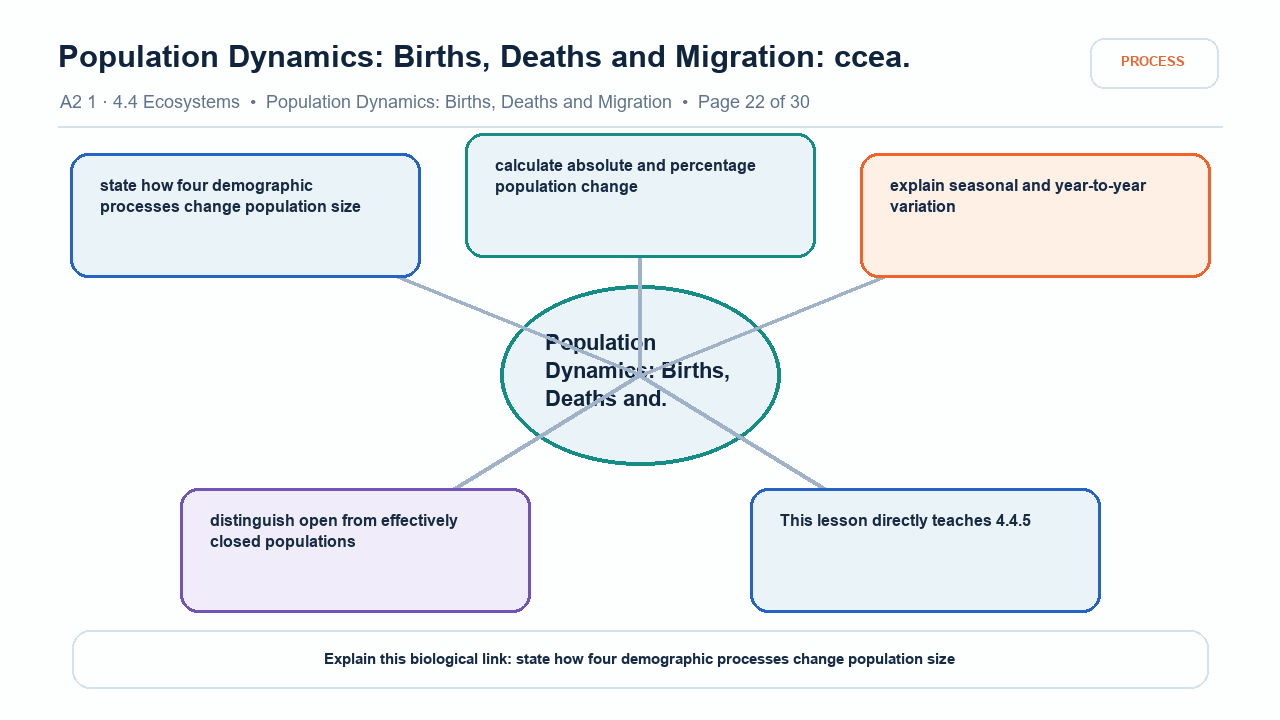 Population Dynamics: Births, Deaths and Migration: ccea.
PROCESS
A2 1 · 4.4 Ecosystems • Population Dynamics: Births, Deaths and Migration • Page 22 of 30
state how four demographic
processes change population size
calculate absolute and percentage
population change
explain seasonal and year-to-year
variation
Population
Dynamics: Births,
Deaths and.
distinguish open from effectively
closed populations
This lesson directly teaches 4.4.5
Explain this biological link: state how four demographic processes change population size